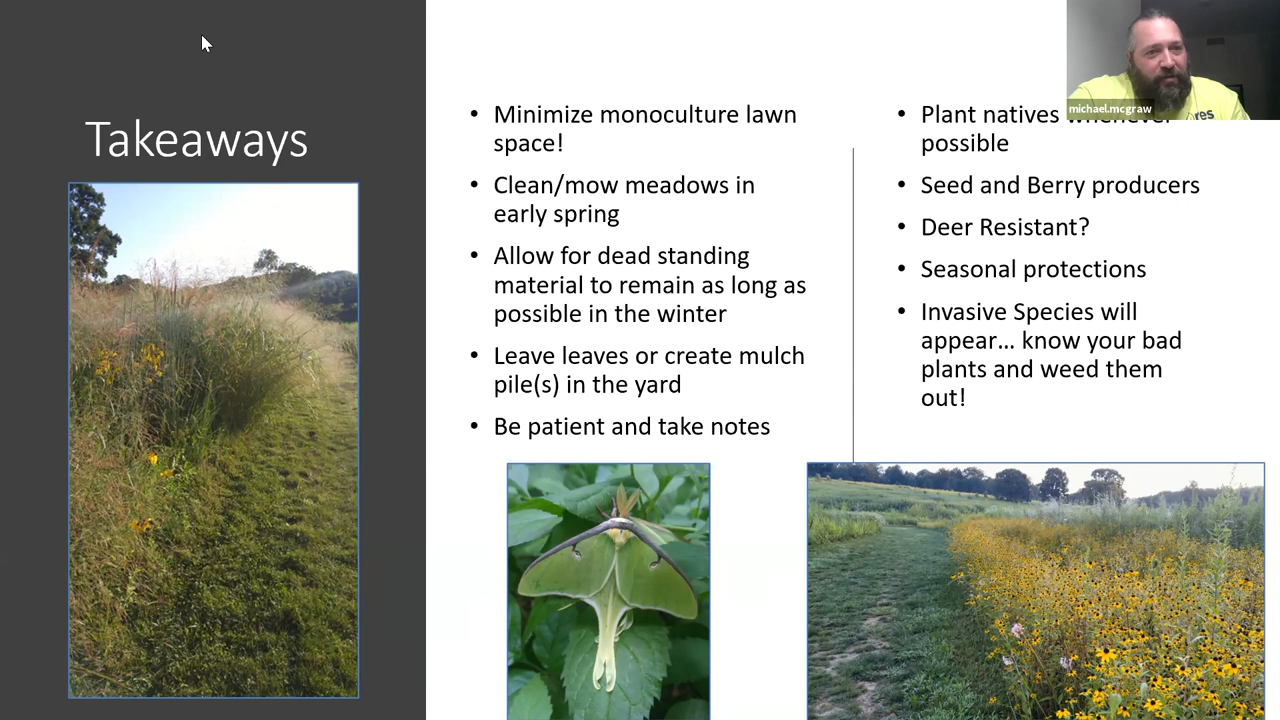 Takeaways
• Minimize monoculture lawn
space!
• Clean/mow meadows in
early spring
• Allow for dead standing
material to remain as long as
possible in the winter
• Leave leaves or create mulch
pile(s) in the yard
• Be patient and take notes
• Plant natives whenever
possible
• Seed and Berry producers
• Deer Resistant?
• Seasonal protections
• Invasive Species will
appear... know your bad
plants and weed them
out!
michael.mcgraw